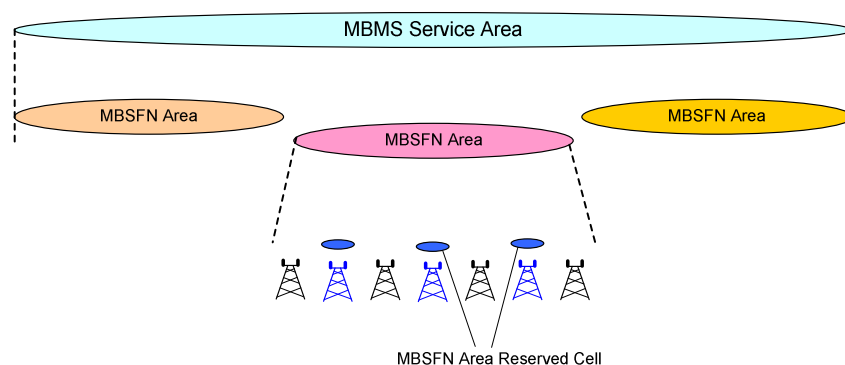 MBMS Service Area
MBSFN Area
MBSFN Area
MBSFN Area
MBSFN Area Reserved Cell